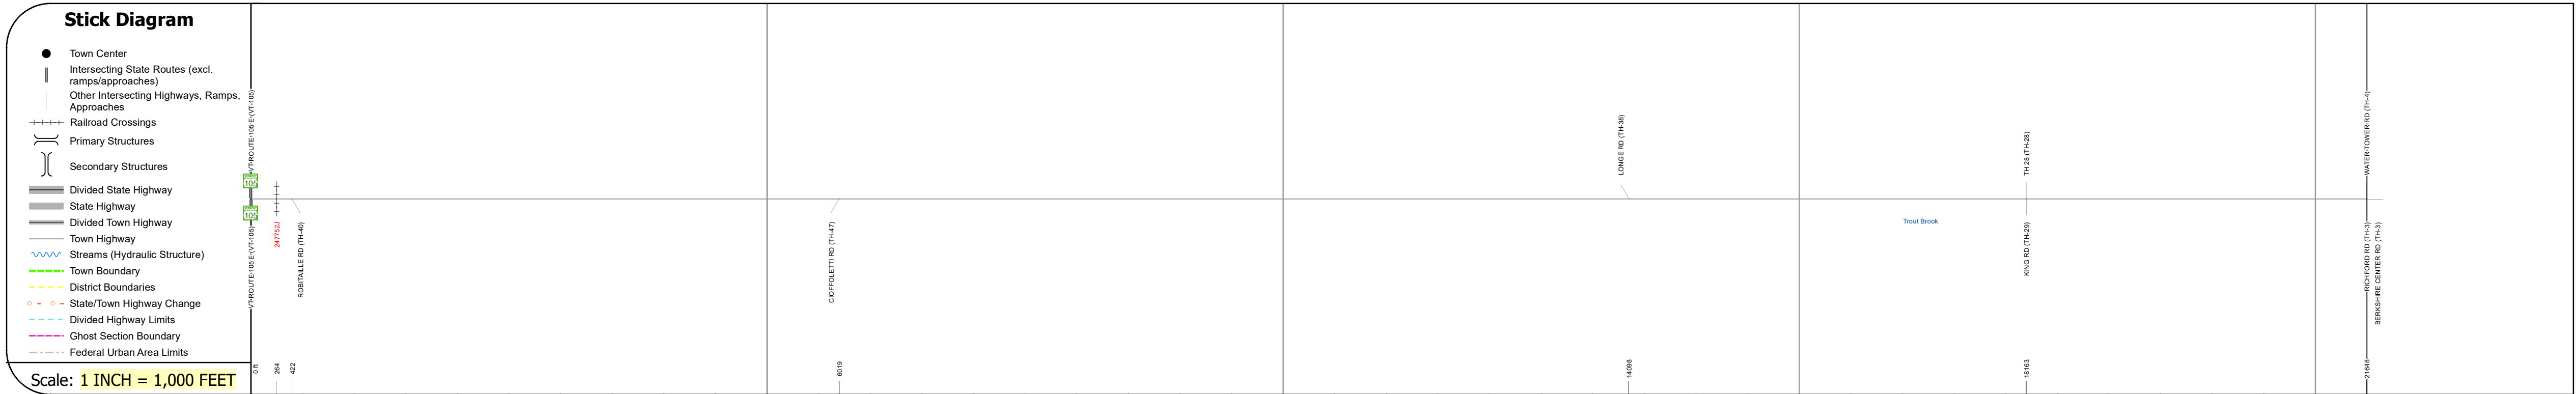 Stick Diagram
Town Center
Intersecting State Routes (excl.
ramps/approaches)
Other Intersecting Highways, Ramps,
Approaches
Railroad Crossings
Primary Structures
Secondary Structures
Divided State Highway
State Highway
Divided Town Highway
Town Highway
Streams (Hydraulic Structure)
Town Boundary
District Boundaries
State/Town Highway Change
Divided Highway Limits
Ghost Section Boundary
Federal Urban Area Limits
Scale: 1 INCH = 1,000 FEET
VT-ROUTE-105 E (VT-105)
105
105
VT-ROUTE-105 E (VT-105)
247752J
ROBITAILLE RD (TH-40)
CIOFFOLETTI RD (TH-47)
LONGE RD (TH-38)
Trout Brook
TH 28 (TH-28)
KING RD (TH-29)
WATER-TOWER-RD (TH-4)
RICHFORD RD (TH-3)
BERKSHIRE CENTER RD (TH-3)
0 ft
264
422
6019
14098
18163
21648